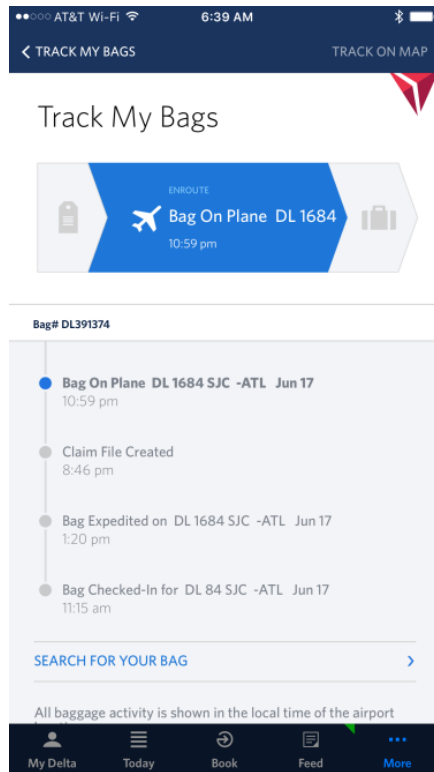 AT&T Wi-Fi 6:39 AM
TRACK MY BAGS TRACK ON MAP
Track My Bags
ENROUTE
Bag On Plane DL 1684
10:59 pm
Bag# DL391374
Bag On Plane DL 1684 SJC -ATL Jun 17
10:59 pm
Claim File Created
8:46 pm
Bag Expedited on DL 1684 SJC -ATL Jun 17
1:20 pm
Bag Checked-In for DL 84 SJC -ATL Jun 17
11:15 am
SEARCH FOR YOUR BAG
All baggage activity is shown in the local time of the airport
My Delta Today Book Feed More